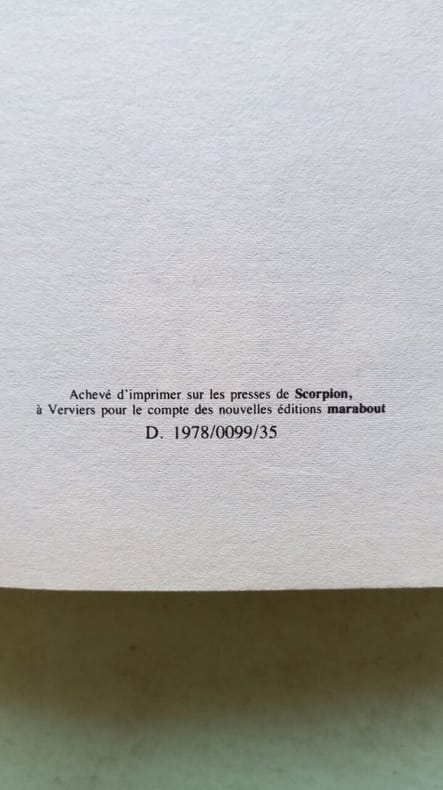 Achevé d'imprimer sur les presses de Scorpion,
à Verviers pour le compte des nouvelles éditions marabout
D. 1978/0099/35